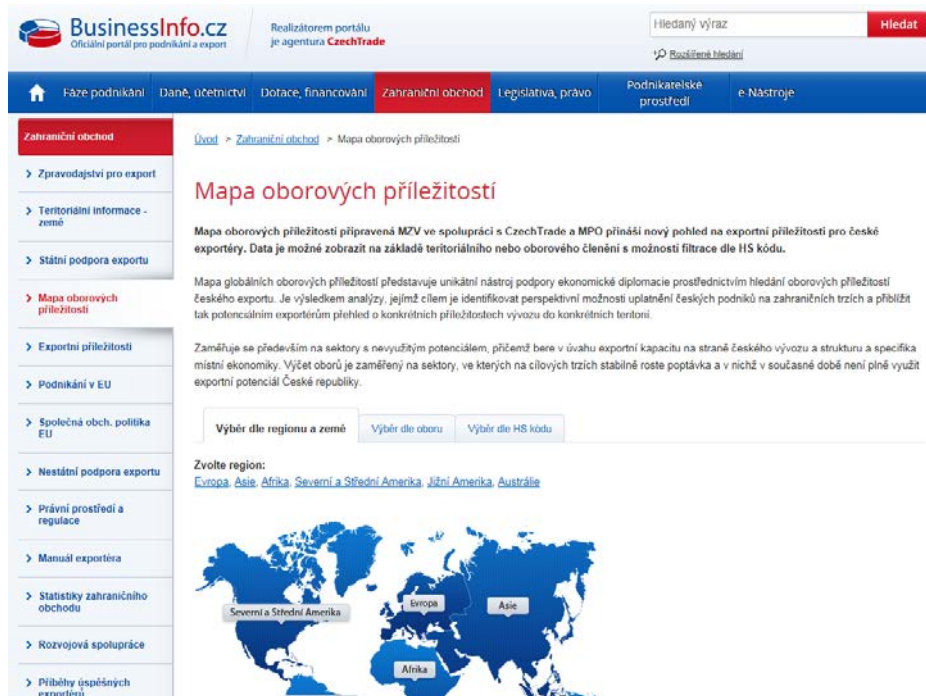 BusinessInfo.cz
Oficiální portál pro podnikání a export
Realizátorem portálu
je agentura CzechTrade
Hledaný výraz
Hledat
Rozšířené hledání
Fáze podnikání
Daně, účetnictví
Dotace, financování
Zahraniční obchod
Legislativa, právo
Podnikatelské
prostředí
e-Nástroje
Zahraniční obchod
Zpravodajství pro export
Teritoriální informace -
země
Státní podpora exportu
Mapa oborových
příležitostí
Exportní příležitosti
Podnikání v EU
Společná obch. politika
EU
Nestátní podpora exportu
Právní prostředí a
regulace
Manuál exportéra
Statistiky zahraničního
obchodu
Rozvojová spolupráce
Příběhy úspěšných
exportérů
Úvod > Zahraniční obchod > Mapa oborových příležitostí
Mapa oborových příležitostí
Mapa oborových příležitostí připravená MZV ve spolupráci s CzechTrade a MPO přináší nový pohled na exportní příležitosti pro české
exportéry. Data je možné zobrazit na základě teritoriálního nebo oborového členění s možností filtrace dle HS kódu.
Mapa globálních oborových příležitostí představuje unikátní nástroj podpory ekonomické diplomacie prostřednictvím hledání oborových příležitostí
českého exportu. Je výsledkem analýzy, jejímž cílem je identifikovat perspektivní možnosti uplatnění českých podniků na zahraničních trzích a přiblížit
tak potenciálním exportérům přehled o konkrétních příležitostech vývozu do konkrétních teritorií.
Zaměřuje se především na sektory s nevyužitým potenciálem, přičemž bere v úvahu exportní kapacitu na straně českého vývozu a strukturu a specifika
místní ekonomiky. Výčet oborů je zaměřený na sektory, ve kterých na cílových trzích stabilně roste poptávka a v nichž v současné době není plně využit
exportní potenciál České republiky.
Výběr dle regionu a země
Výběr dle oboru
Výběr dle HS kódu
Zvolte region:
Evropa, Asie, Afrika, Severní a Střední Amerika, Jižní Amerika, Austrálie
Severní a Střední Amerika
Evropa
Asie
Afrika